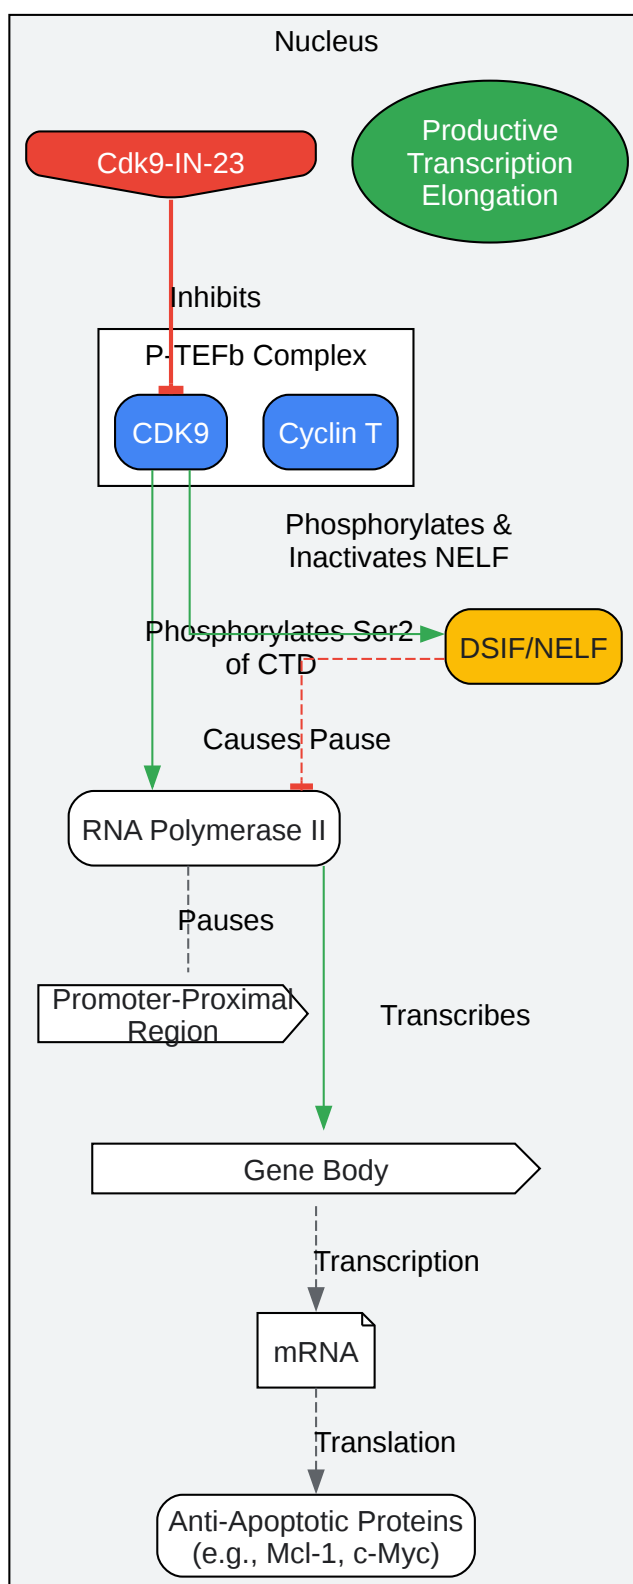 Nucleus
Cdk9-IN-23
Productive
Transcription
Elongation
Inhibits
P-TEFb Complex
CDK9
Cyclin T
Phosphorylates &
Inactivates NELF
Phosphorylates Ser2
of CTD
DSIF/NELF
Causes Pause
RNA Polymerase II
Pauses
Promoter-Proximal
Region
Transcribes
Gene Body
Transcription
mRNA
Translation
Anti-Apoptotic Proteins
(e.g., Mcl-1, c-Myc)